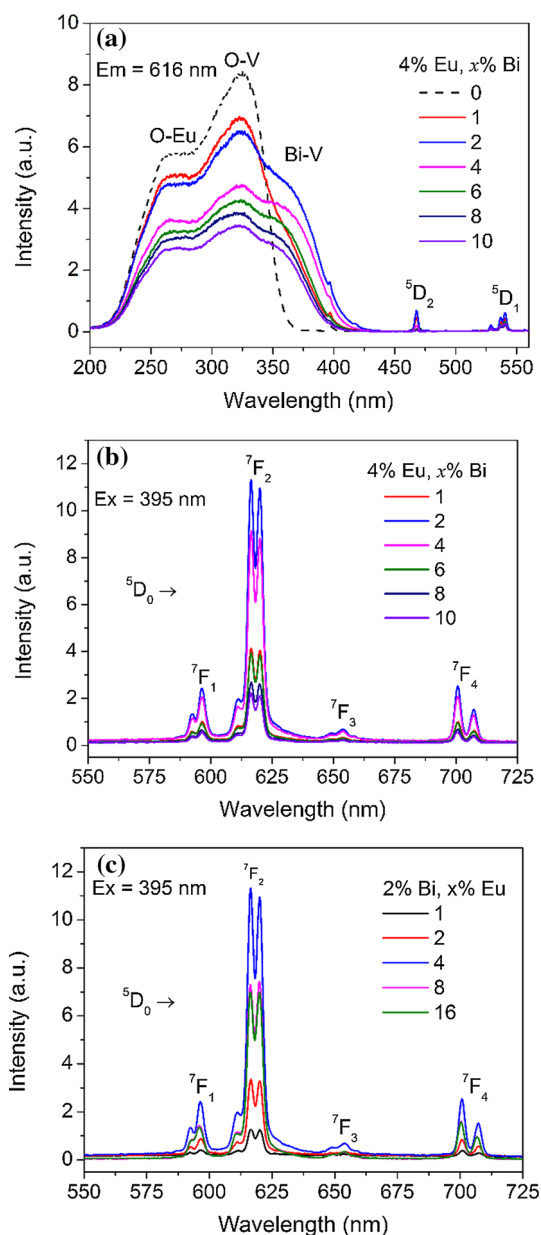 (a)
Em = 616 nm
O-V
O-Eu
Bi-V
4% Eu, x% Bi
0
1
2
4
6
8
10
⁵D₂
⁵D₁
Intensity (a.u.)
10
8
6
4
2
0
200 250 300 350 400 450 500 550
Wavelength (nm)
(b)
Ex = 395 nm
⁵D₀ →
⁷F₁
⁷F₂
⁷F₃
⁷F₄
4% Eu, x% Bi
1
2
4
6
8
10
Intensity (a.u.)
12
10
8
6
4
2
0
550 575 600 625 650 675 700 725
Wavelength (nm)
(c)
Ex = 395 nm
⁵D₀ →
⁷F₁
⁷F₂
⁷F₃
⁷F₄
2% Bi, x% Eu
1
2
4
8
16
Intensity (a.u.)
12
10
8
6
4
2
0
550 575 600 625 650 675 700 725
Wavelength (nm)